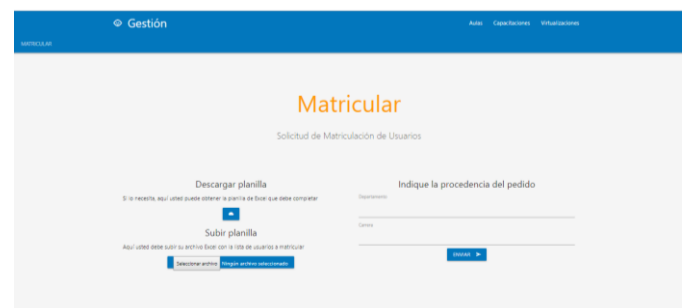 Gestión
Aulas Capacitaciones Virtualizaciones
MATRICULAR
Matricular
Solicitud de Matriculación de Usuarios
Descargar planilla
Si lo necesita, aquí usted puede obtener la planilla de Excel que debe completar
Subir planilla
Aquí usted debe subir su archivo Excel con la lista de usuarios a matricular
Seleccionar archivo Ningún archivo seleccionado
Indique la procedencia del pedido
Departamento
Carrera
ENVIAR